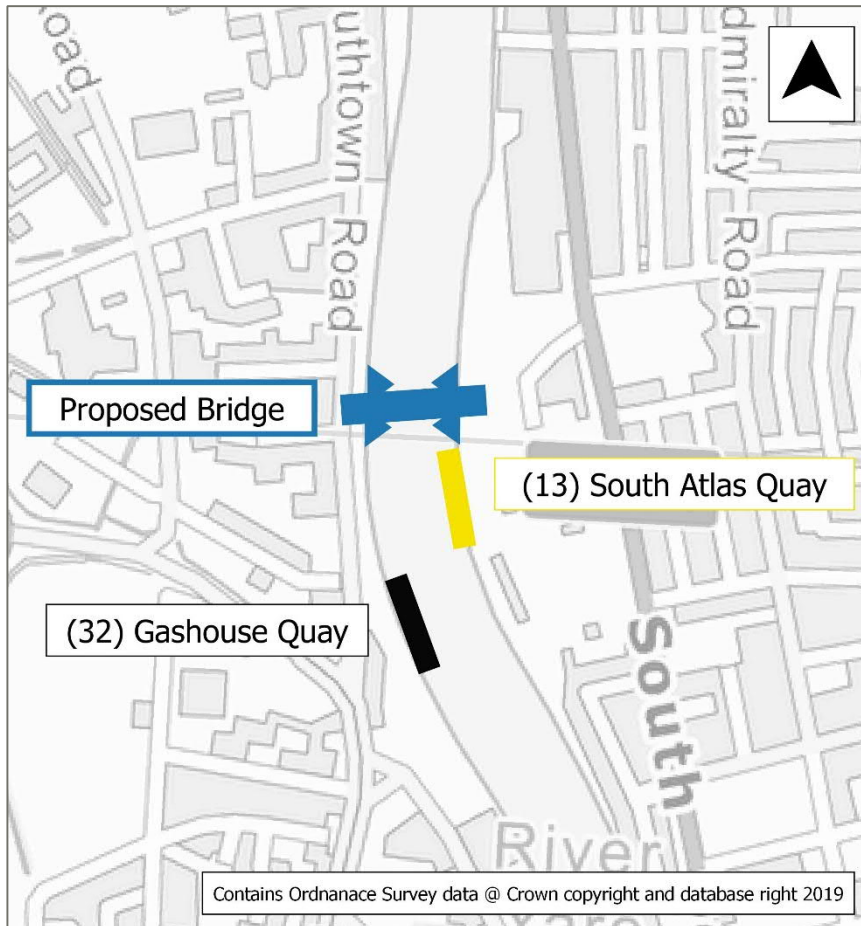 Road
uthtown Road
dmiralty Road
Proposed Bridge
(13) South Atlas Quay
(32) Gashouse Quay
South
River
Contains Ordnanace Survey data @ Crown copyright and database right 2019